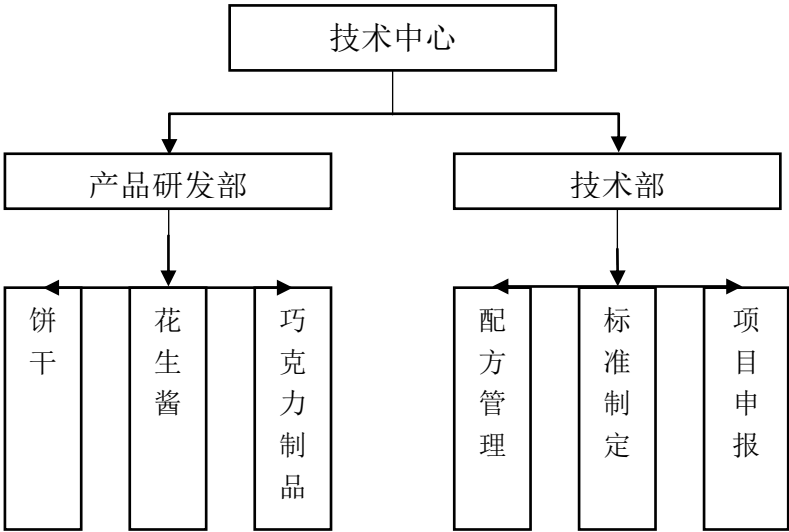 技术中心
产品研发部
技术部
饼干
花生酱
巧克力制品
配方管理
标准制定
项目申报